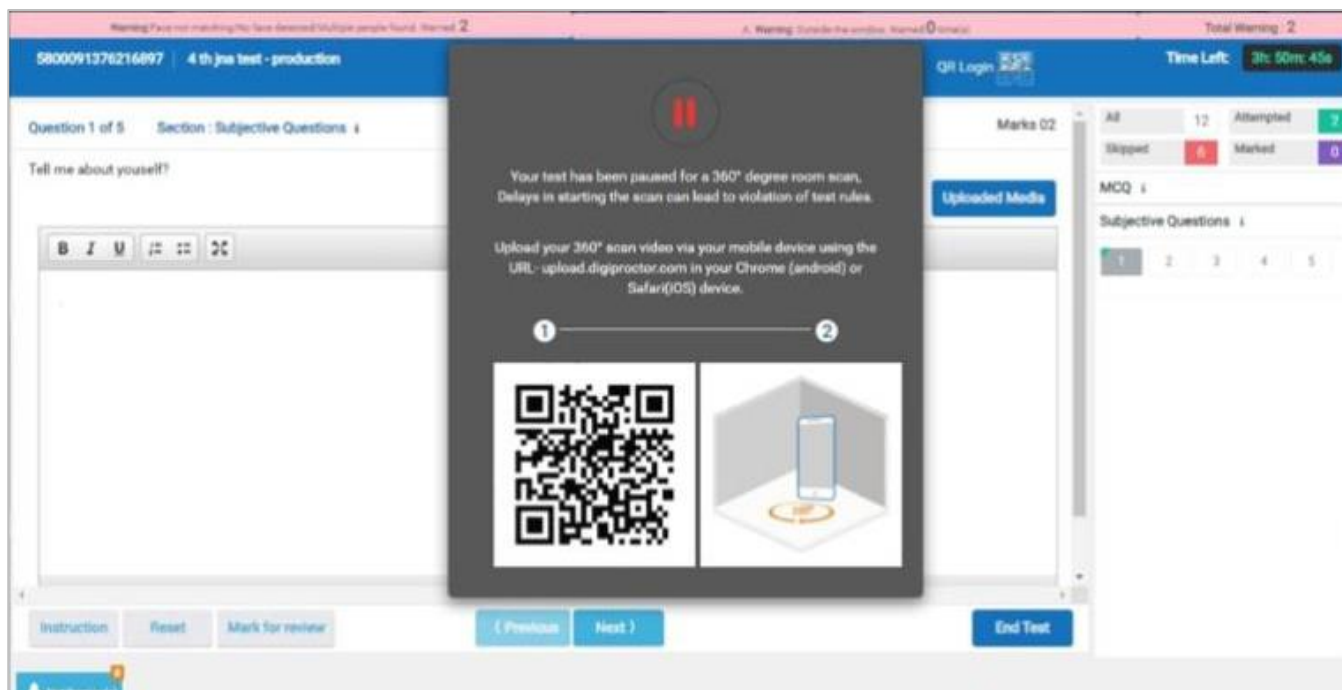 Warning Face not matching/No face detected/Multiple people found. Warned 2
⚠ Warning: Outside the window. Warned 0 time(s)
Total Warning : 2
5800091376216897 | 4 th jna test - production
QR Login
Time Left: 3h: 50m: 45s
Question 1 of 5 Section : Subjective Questions i
Marks 02
All 12 Attempted 7
Skipped 6 Marked 0
Tell me about youself?
Uploaded Media
MCQ i
Subjective Questions i
1 2 3 4 5
B I U
Your test has been paused for a 360° degree room scan,
Delays in starting the scan can lead to violation of test rules.
Upload your 360° scan video via your mobile device using the
URL- upload.digiproctor.com in your Chrome (android) or
Safari(iOS) device.
1 2
Instruction Reset Mark for review
( Previous Next )
End Test